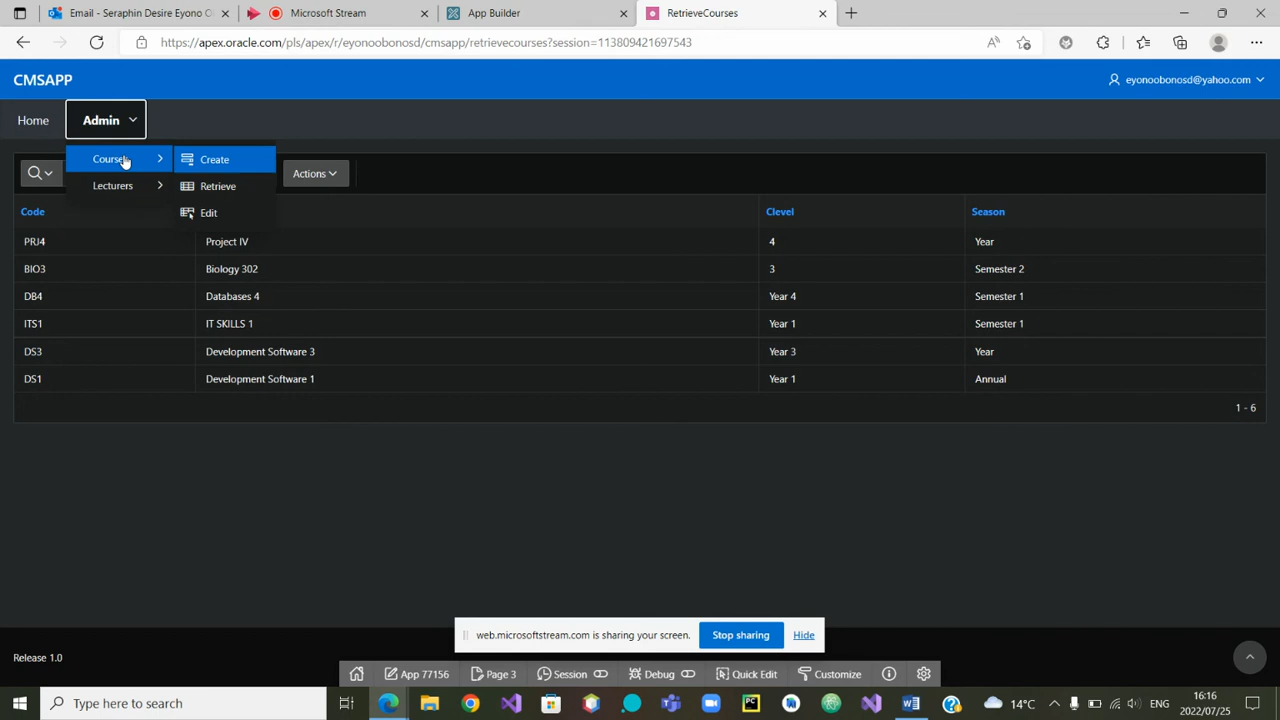 Email - Seraphin Desire Eyono O
Microsoft Stream
App Builder
RetrieveCourses
https://apex.oracle.com/pls/apex/r/eyonoobonosd/cmsapp/retrievecourses?session=113809421697543
CMSAPP
eyonoobonosd@yahoo.com
Home
Admin
Create
Retrieve
Lecturers
Edit
Actions
Code
Clevel
Season
PRJ4 Project IV 4 Year
BIO3 Biology 302 3 Semester 2
DB4 Databases 4 Year 4 Semester 1
ITS1 IT SKILLS 1 Year 1 Semester 1
DS3 Development Software 3 Year 3 Year
DS1 Development Software 1 Year 1 Annual
1 - 6
web.microsoftstream.com is sharing your screen.
Stop sharing
Hide
Release 1.0
App 77156
Page 3
Session
Debug
Quick Edit
Customize
Type here to search
14°C
ENG
16:16
2022/07/25